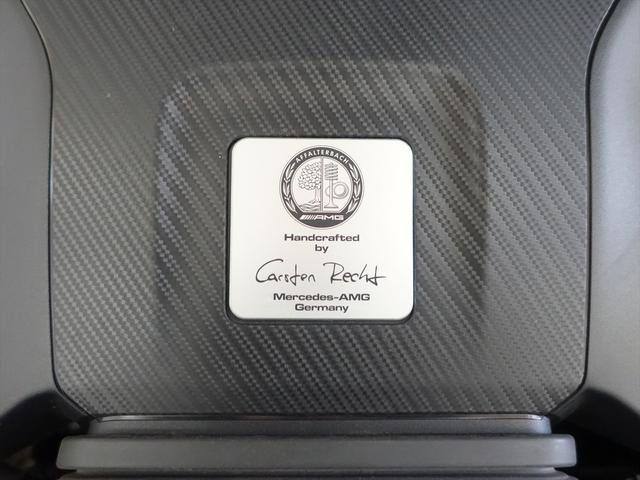 AFFALTERBACH
AMG
Handcrafted
by
Carsten Recht
Mercedes-AMG
Germany